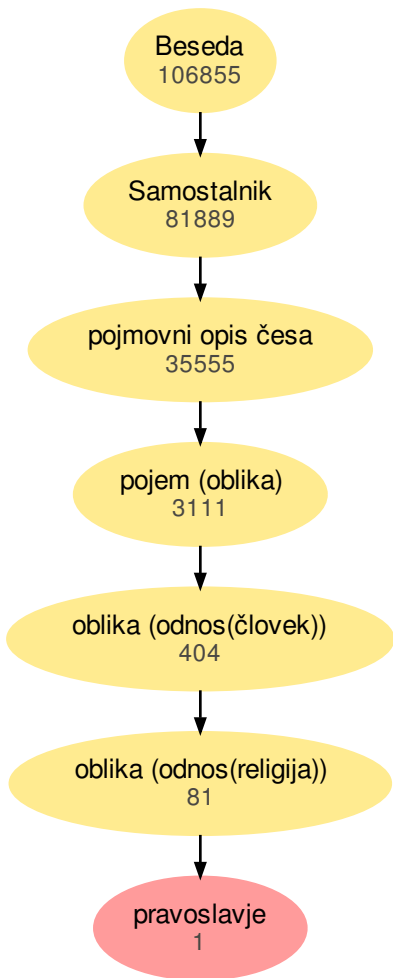 Beseda
106855
Samostalnik
81889
pojmovni opis česa
35555
pojem (oblika)
3111
oblika (odnos(človek))
404
oblika (odnos(religija))
81
pravoslavje
1